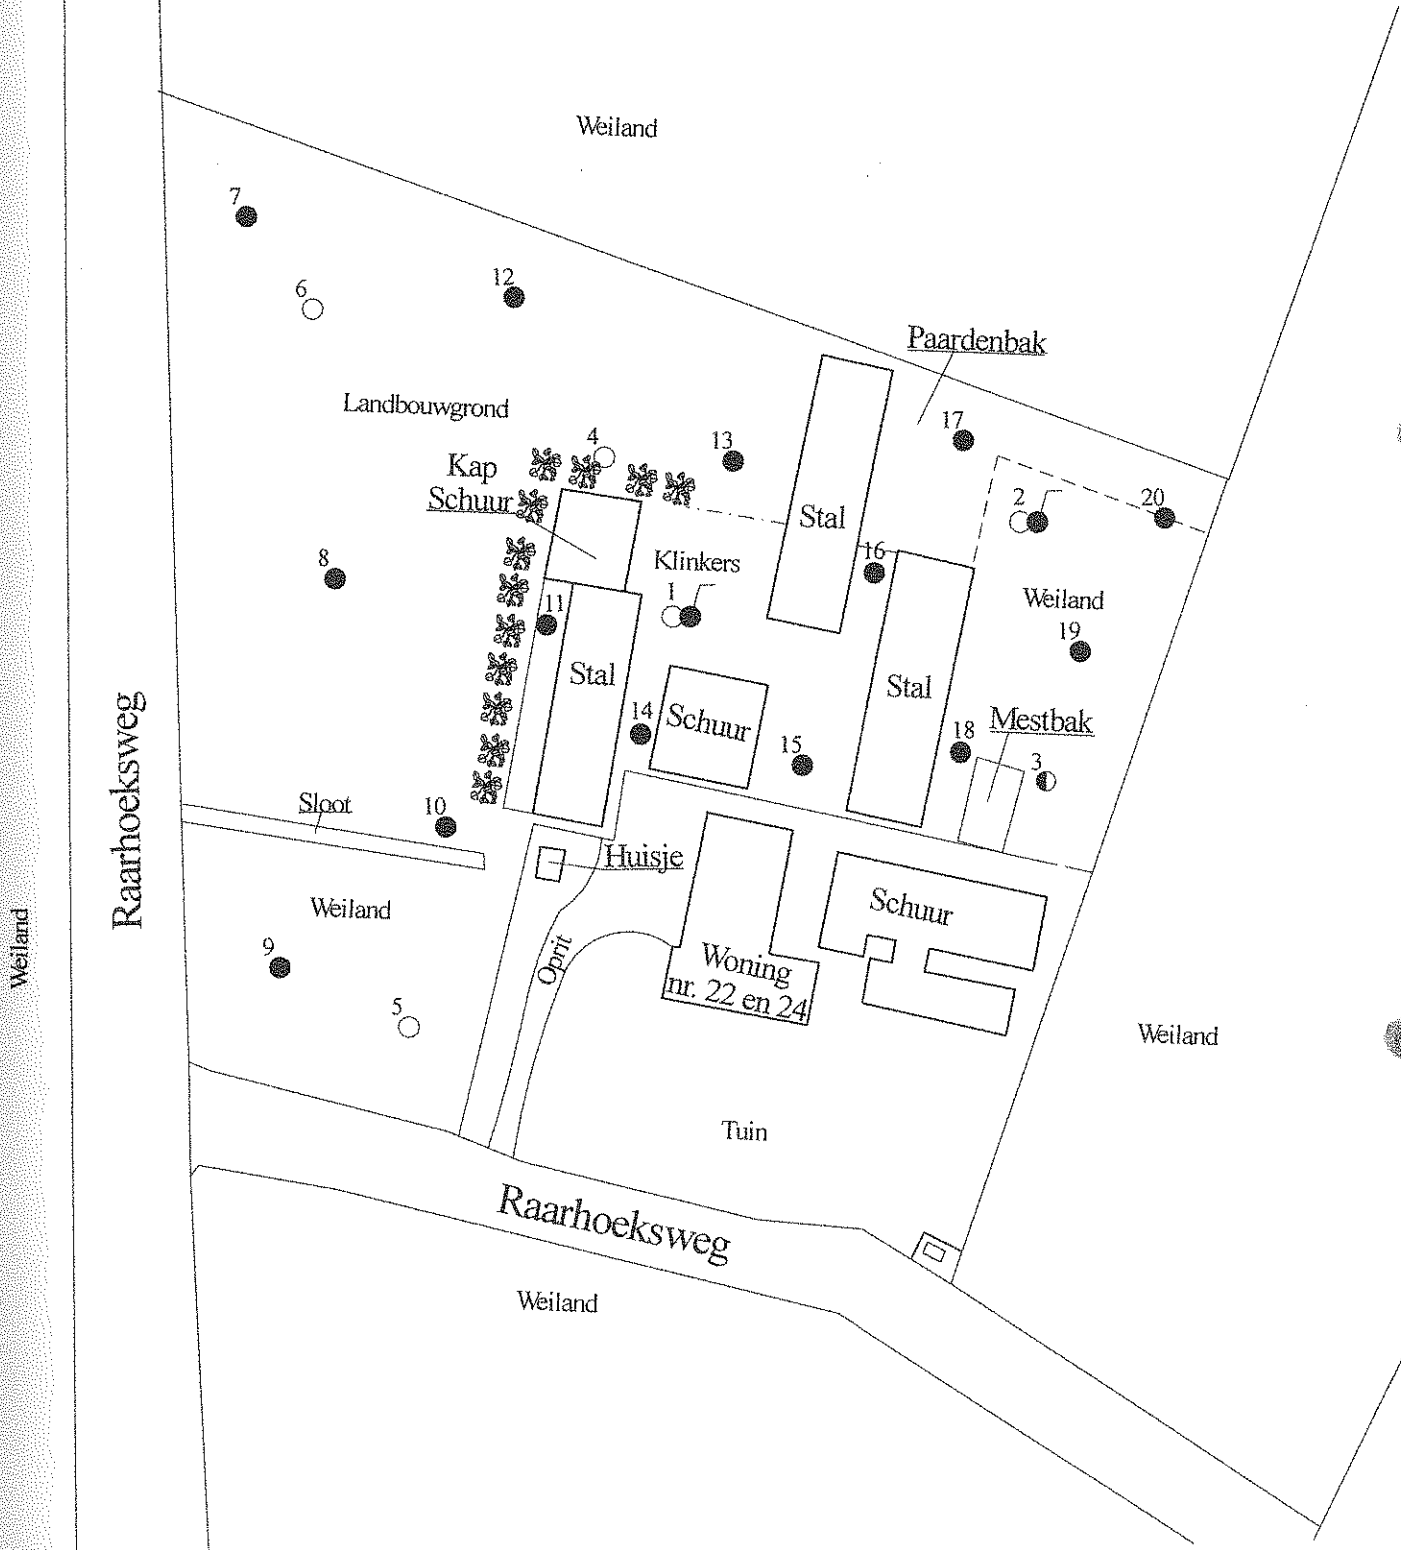 Weiland
7
12
6
Paardenbak
Landbouwgrond
17
4
13
Kap
Schuur
2
20
Stal
8
Klinkers
16
1
11
Weiland
19
Stal
Stal
14
Schuur
18
Mestbak
15
3
Raarhoeksweg
Sloot
10
Huisje
Weiland
Schuur
Weiland
9
Oprit
Woning
nr. 22 en 24
5
Weiland
Tuin
Raarhoeksweg
Weiland